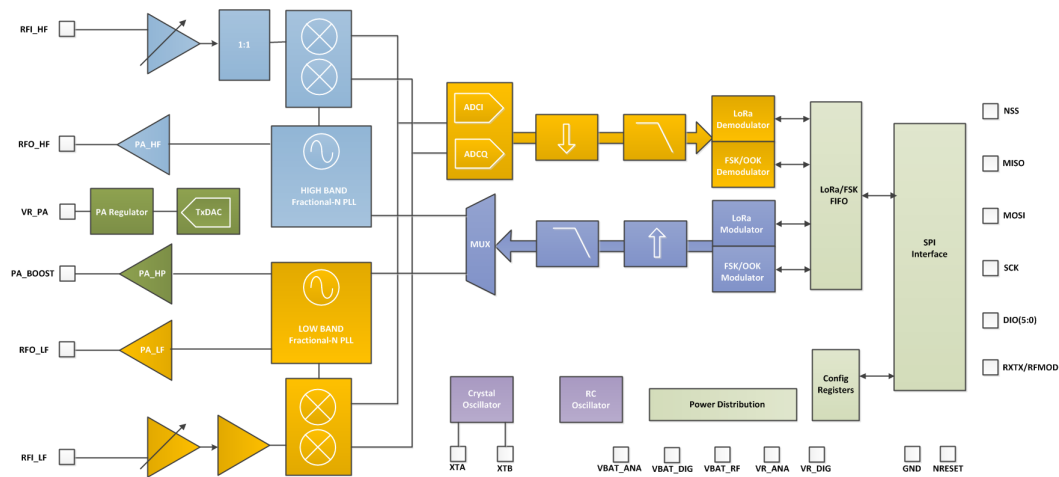 RFI_HF
1:1
RFO_HF
PA_HF
HIGH BAND
Fractional-N PLL
VR_PA
PA Regulator
TxDAC
PA_BOOST
PA_HP
LOW BAND
Fractional-N PLL
RFO_LF
PA_LF
RFI_LF
ADCI
ADCQ
LoRa
Demodulator
FSK/OOK
Demodulator
MUX
LoRa
Modulator
FSK/OOK
Modulator
LoRa/FSK
FIFO
SPI
Interface
NSS
MISO
MOSI
SCK
DIO(5:0)
RXTX/RFMOD
Crystal
Oscillator
RC
Oscillator
Power Distribution
Config
Registers
XTA
XTB
VBAT_ANA
VBAT_DIG
VBAT_RF
VR_ANA
VR_DIG
GND
NRESET